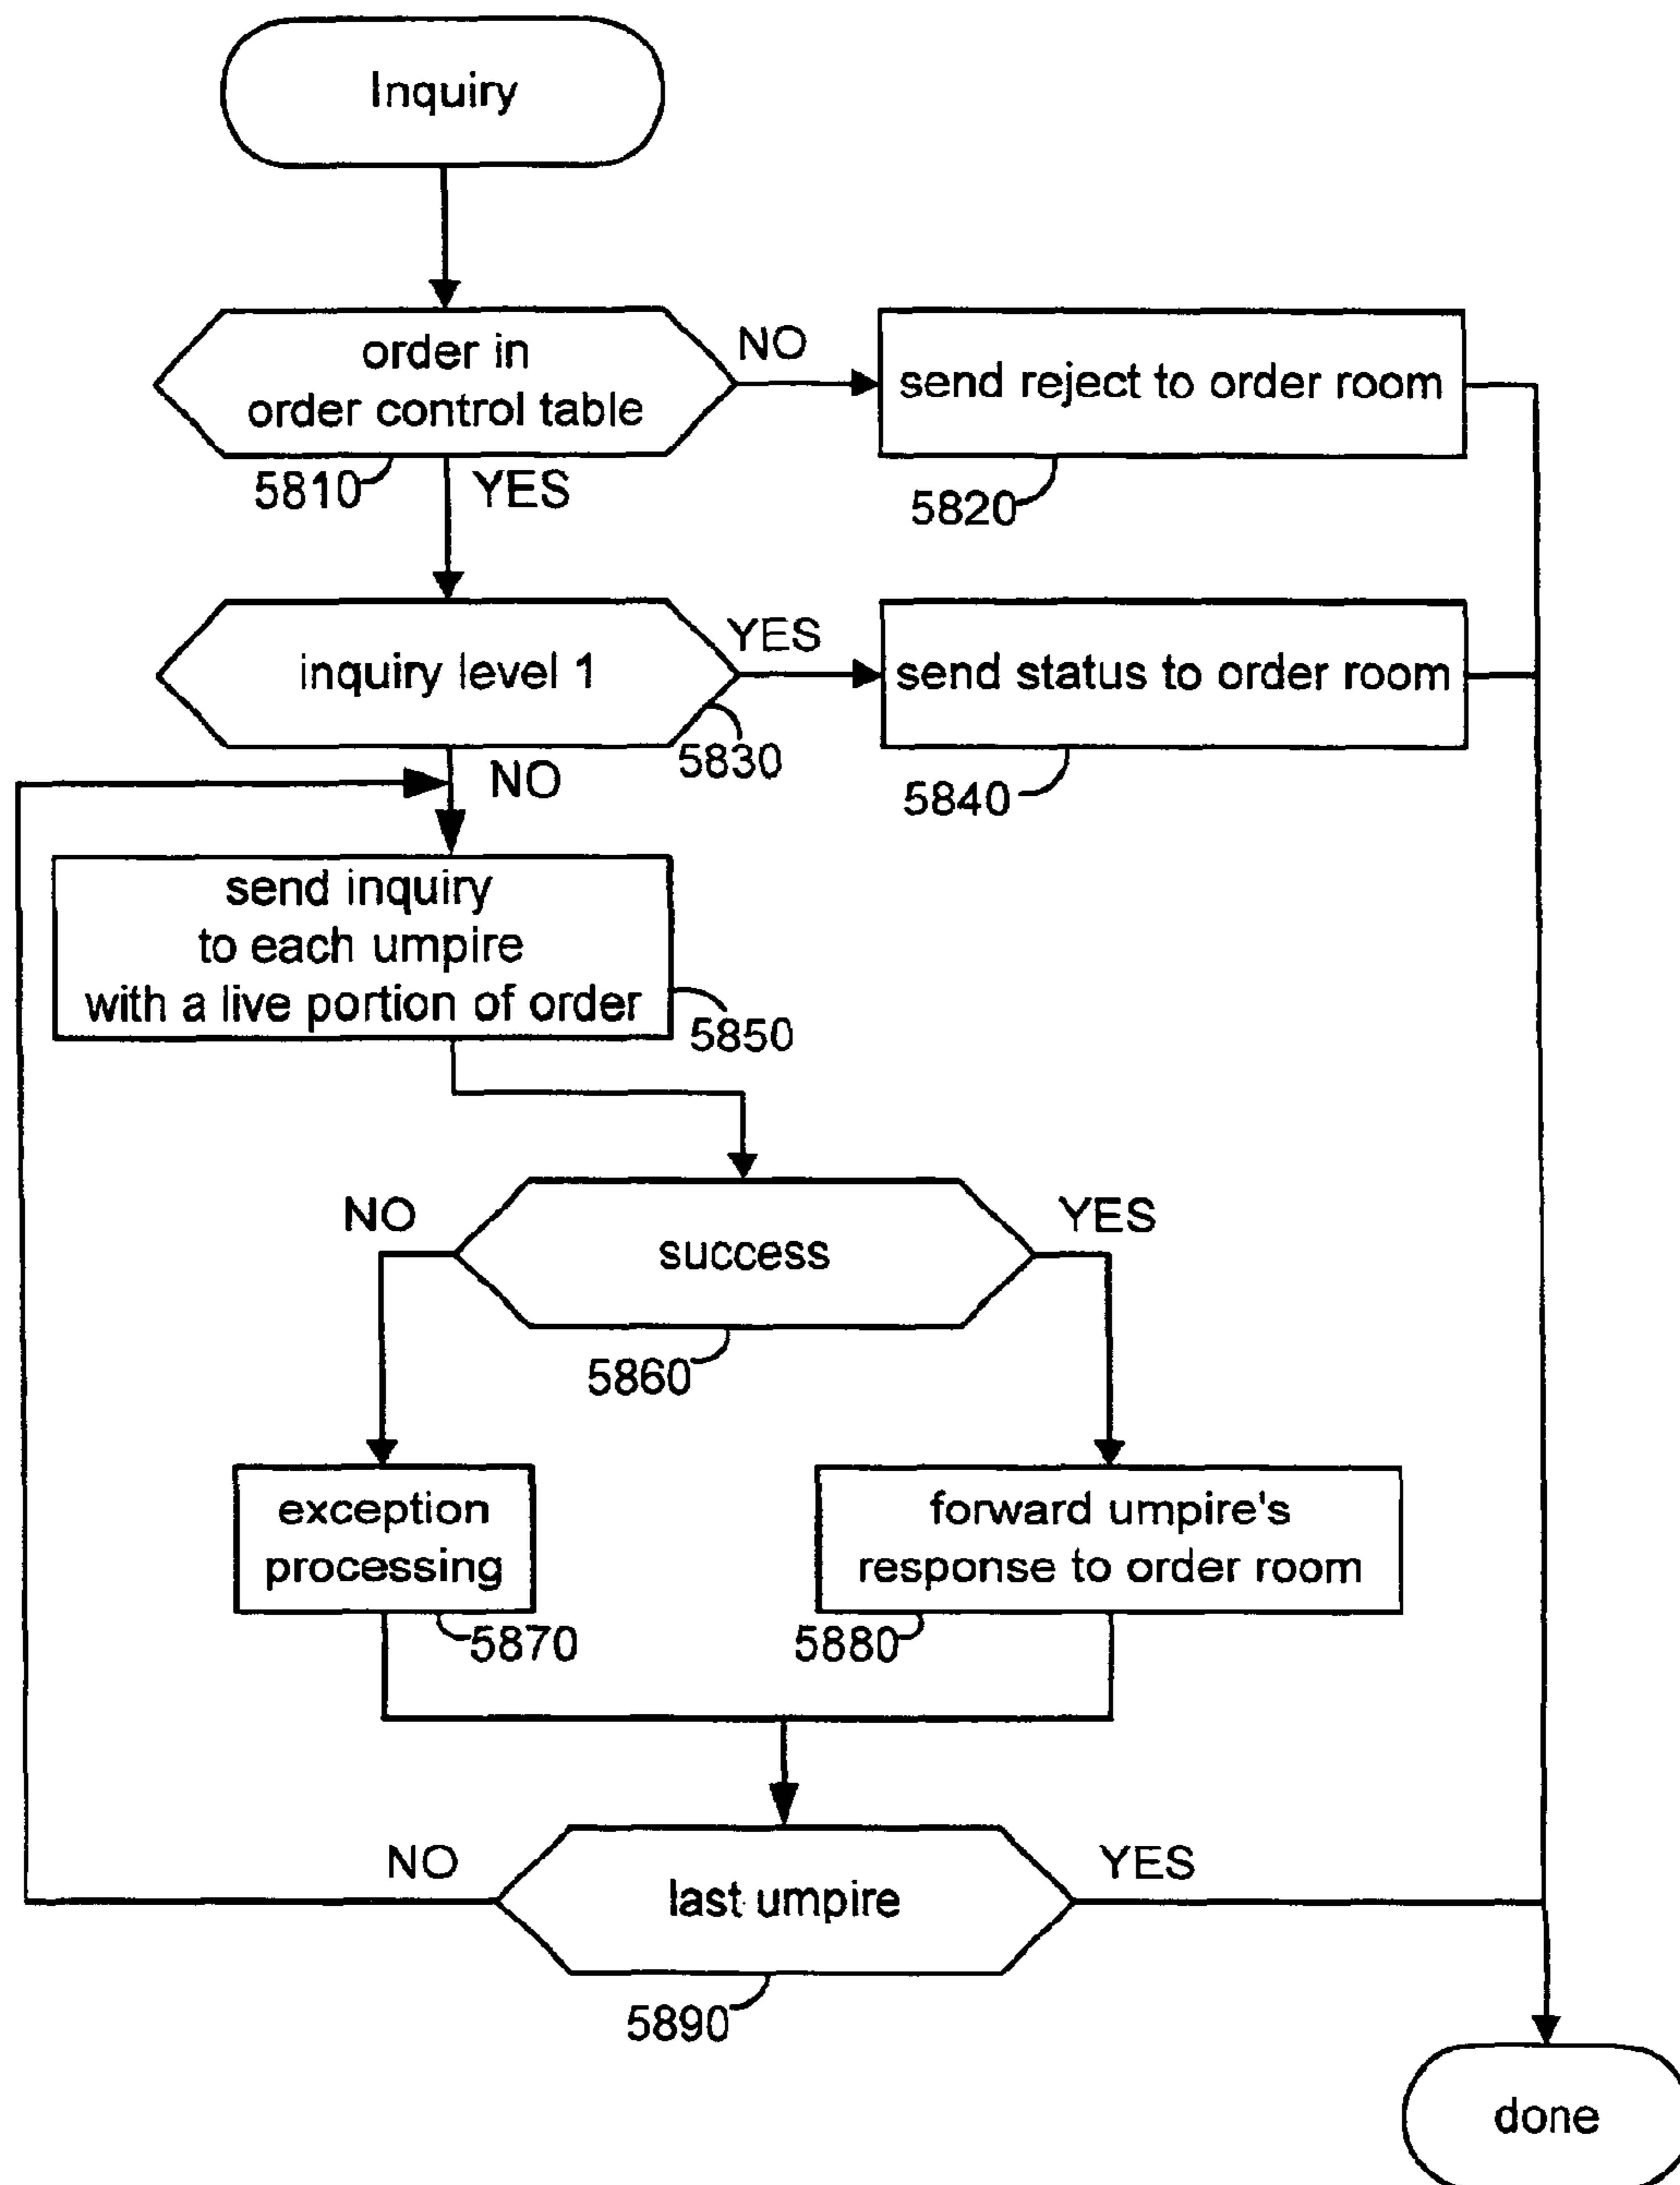 Inquiry
order in
order control table
NO
send reject to order room
5810
YES
5820
inquiry level 1
YES
send status to order room
5830
NO
5840
send inquiry
to each umpire
with a live portion of order
5850
NO
success
YES
5860
exception
processing
forward umpire's
response to order room
5870
5880
NO
last umpire
YES
5890
done